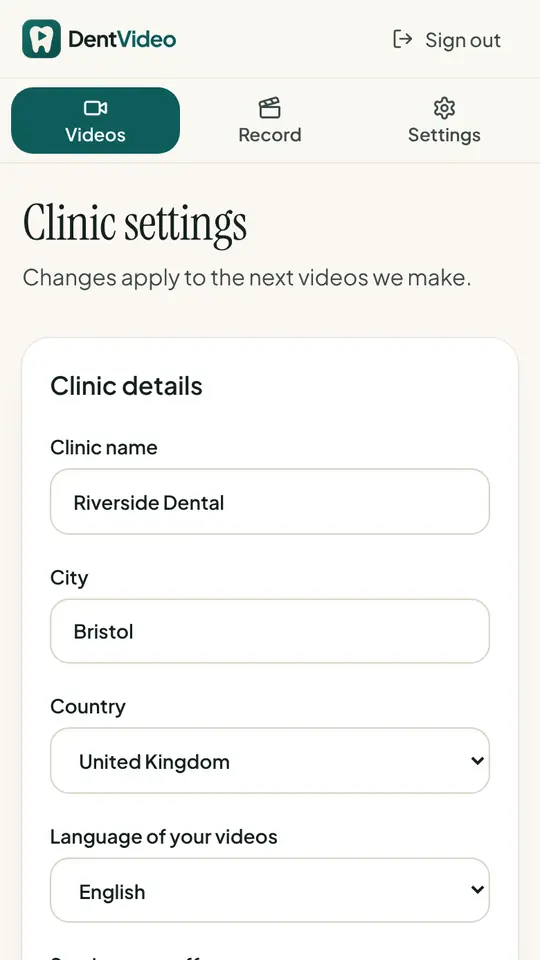 DentVideo
Sign out
Videos
Record
Settings
Clinic settings
Changes apply to the next videos we make.
Clinic details
Clinic name
Riverside Dental
City
Bristol
Country
United Kingdom
Language of your videos
English